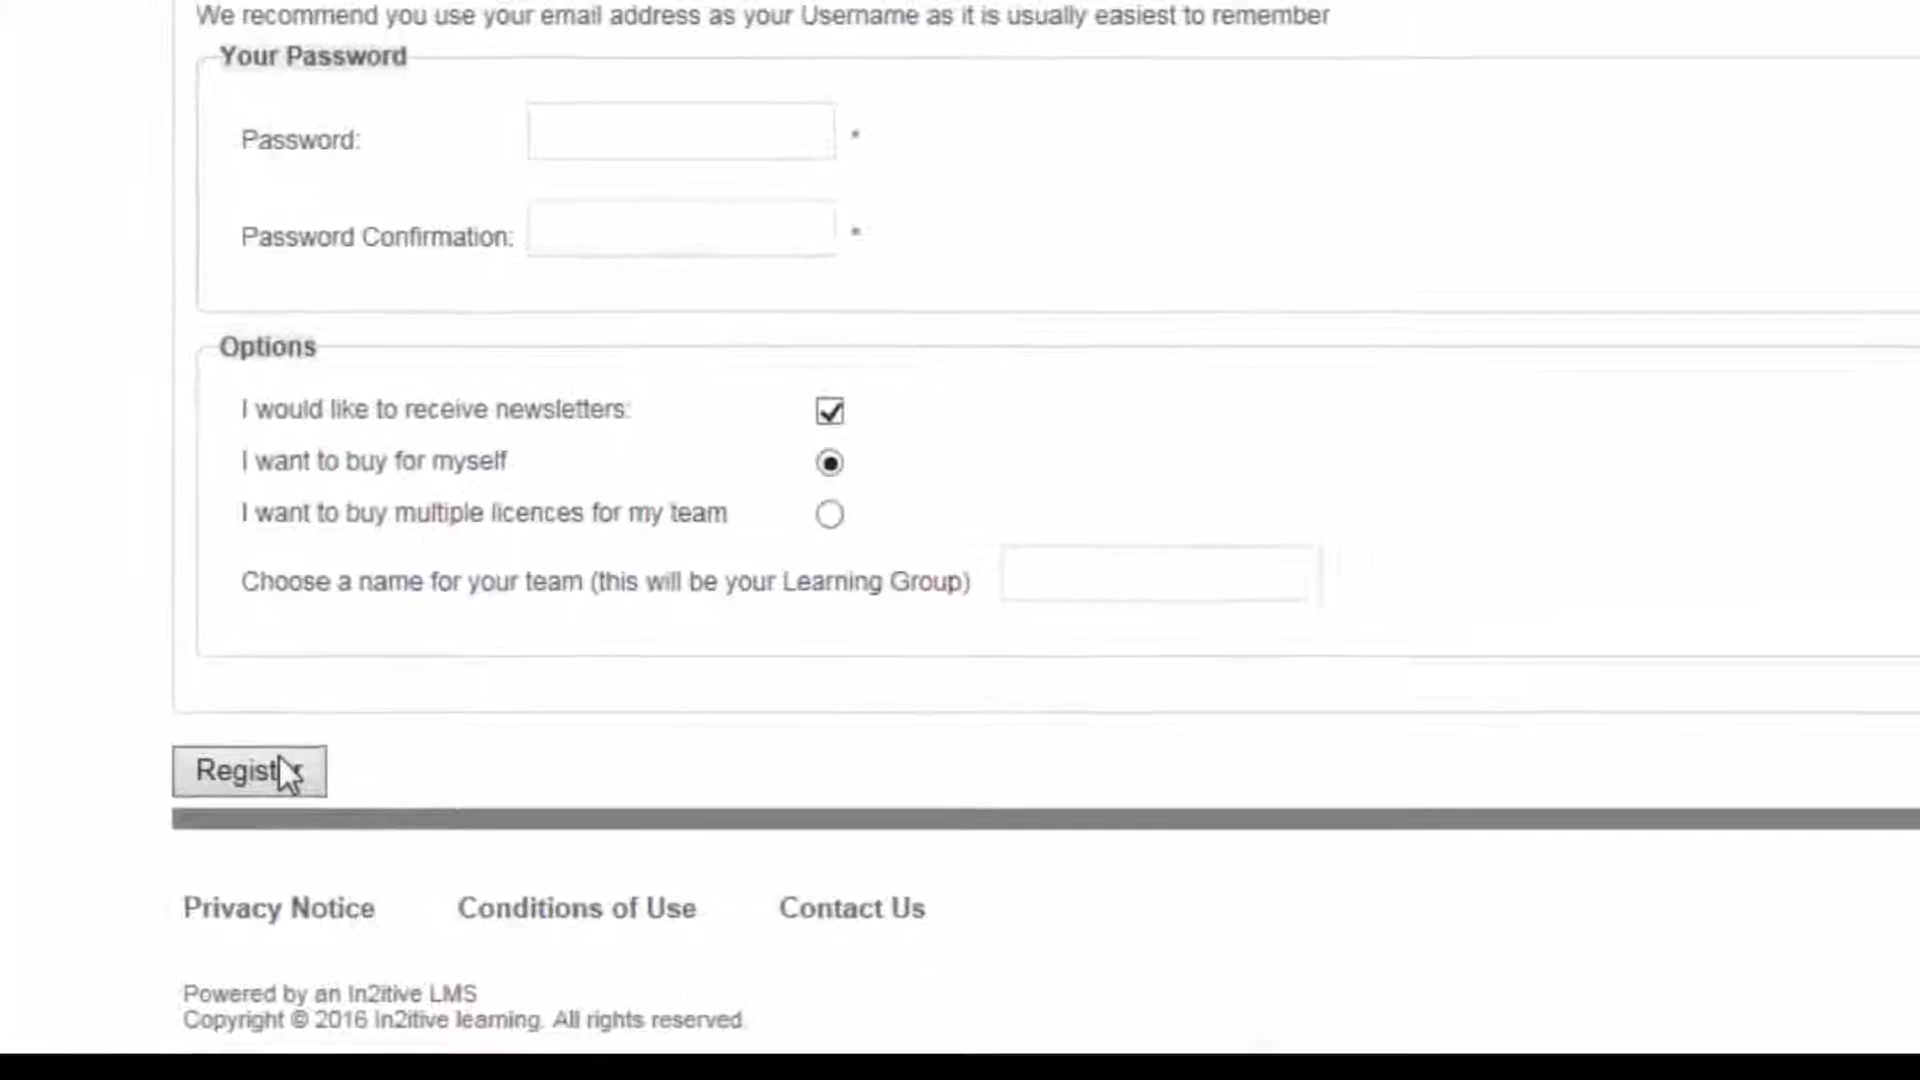 We recommend you use your email address as your Username as it is usually easiest to remember
Your Password
Password: *
Password Confirmation: *
Options
I would like to receive newsletters:
I want to buy for myself
I want to buy multiple licences for my team
Choose a name for your team (this will be your Learning Group)
Register
Privacy Notice Conditions of Use Contact Us
Powered by an In2itive LMS
Copyright © 2016 In2itive learning. All rights reserved.